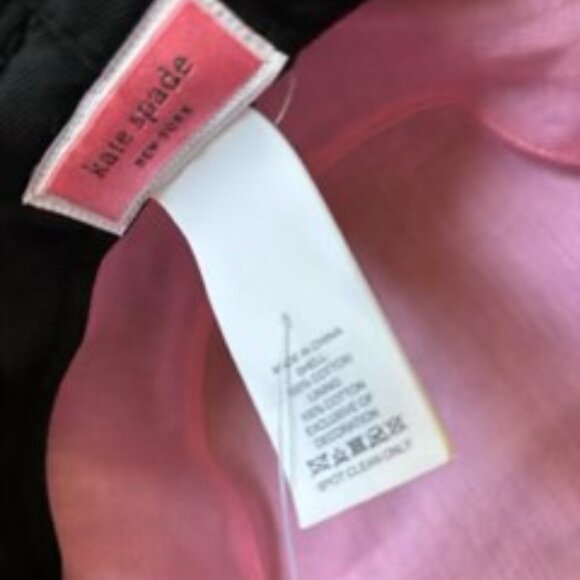 kate spade
NEW YORK
MADE IN CHINA
SHELL
100% COTTON
LINING
100% COTTON
EXCLUSIVE OF
DECORATION
SPOT CLEAN ONLY